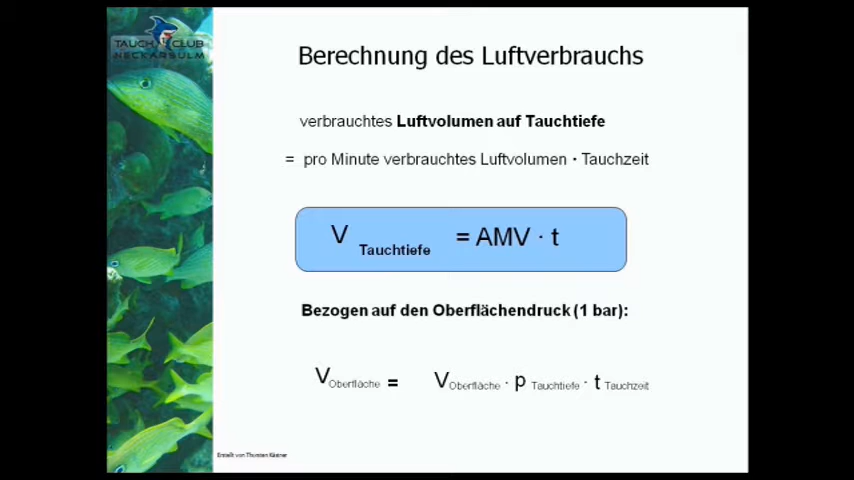 TAUCH CLUB
NECKARSULM
Berechnung des Luftverbrauchs
verbrauchtes Luftvolumen auf Tauchtiefe
= pro Minute verbrauchtes Luftvolumen · Tauchzeit
V Tauchtiefe = AMV · t
Bezogen auf den Oberflächendruck (1 bar):
V Oberfläche = V Oberfläche · p Tauchtiefe · t Tauchzeit
Erstellt von Thorsten Kästner